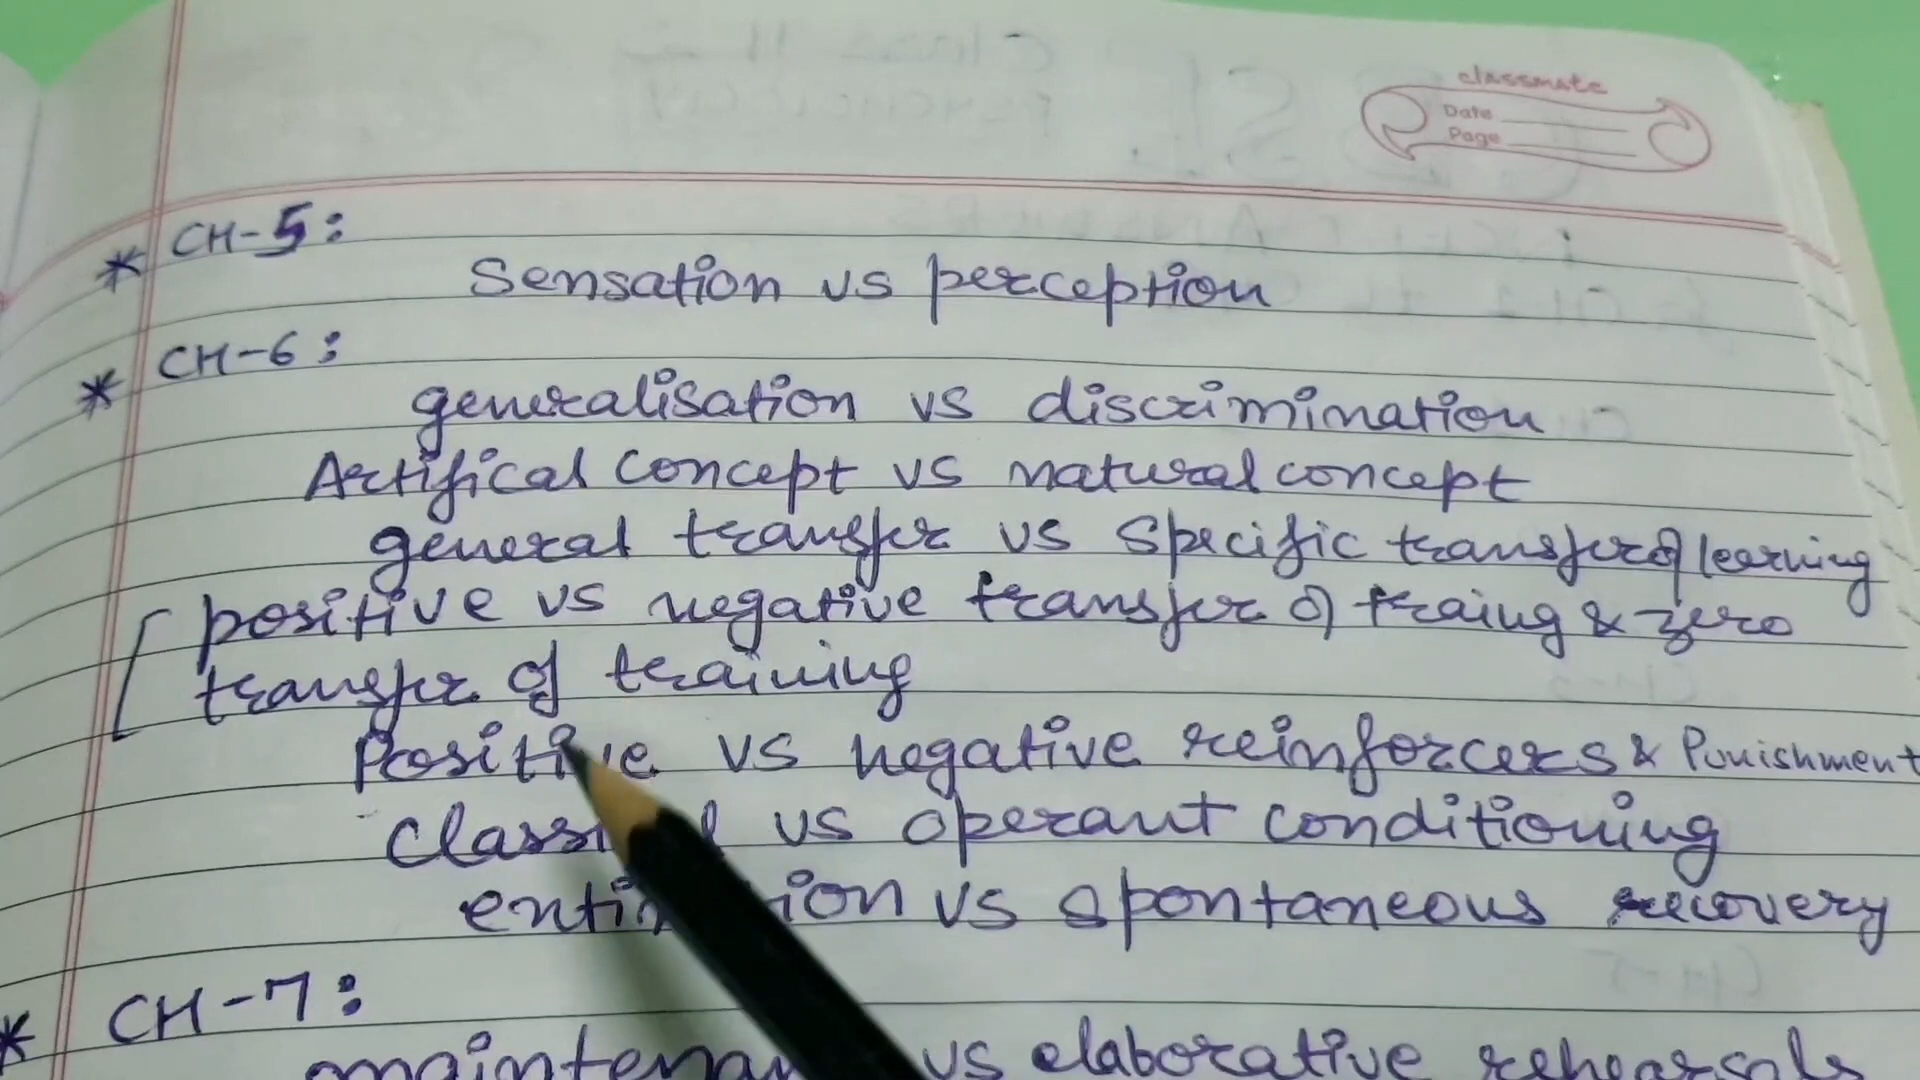 classmate
Date
Page
* CH-5:
Sensation vs perception
* CH-6:
generalisation vs discrimination
Artifical concept vs natural concept
general transfer vs specific transfer of learning
positive vs negative transfer of traing & zero
transfer of training
Positive vs negative reinforcers & Punishment
vs operant conditioning
vs spontaneous recovery
* CH-7:
vs elaborative rehearsals